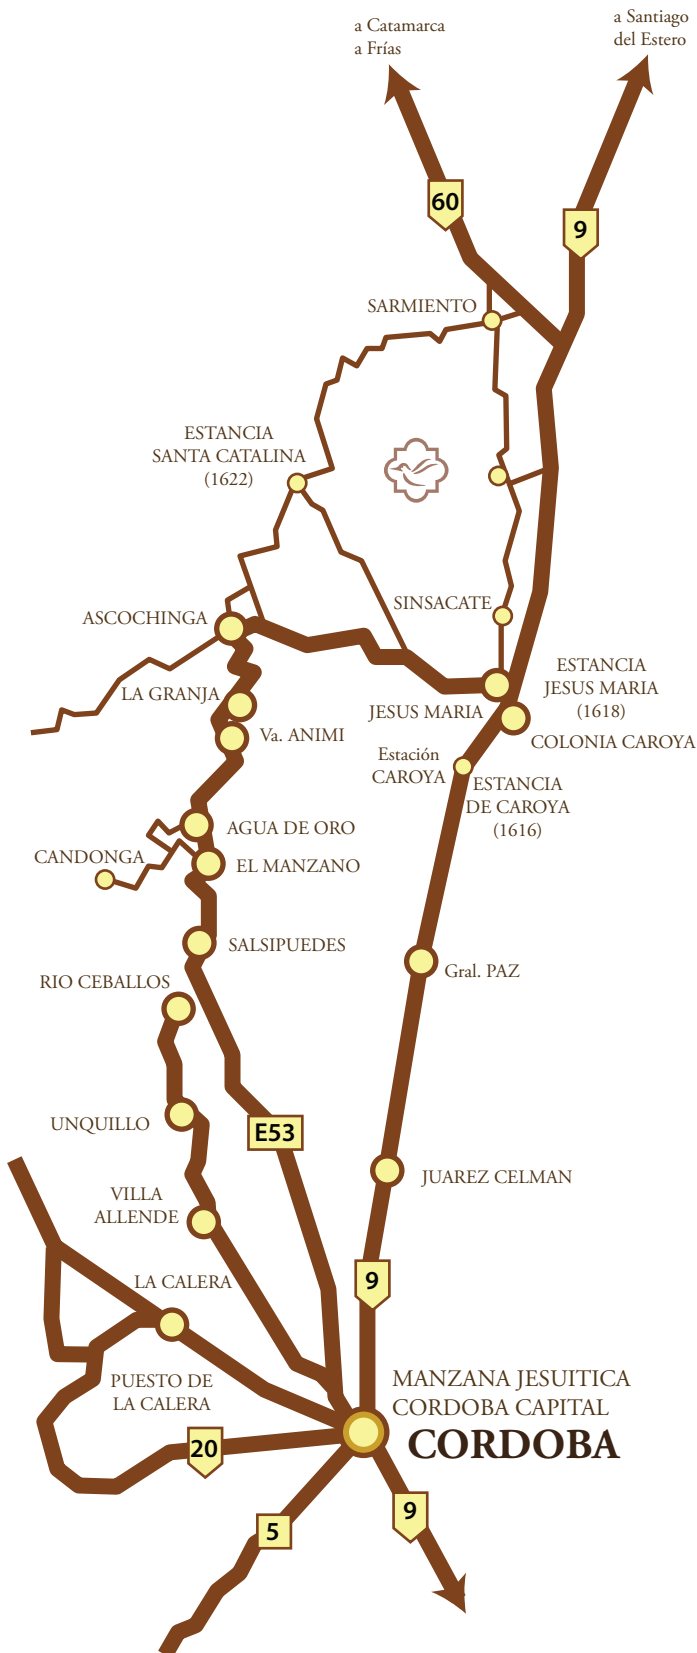 a Catamarca
a Frías
a Santiago
del Estero
60
9
SARMIENTO
ESTANCIA
SANTA CATALINA
(1622)
SINSACATE
ASCOCHINGA
ESTANCIA
JESUS MARIA
(1618)
LA GRANJA
JESUS MARIA
Va. ANIMI
COLONIA CAROYA
Estación
CAROYA
ESTANCIA
DE CAROYA
(1616)
AGUA DE ORO
CANDONGA
EL MANZANO
SALSIPUEDES
Gral. PAZ
RIO CEBALLOS
UNQUILLO
E53
JUAREZ CELMAN
VILLA
ALLENDE
LA CALERA
9
PUESTO DE
LA CALERA
MANZANA JESUITICA
CORDOBA CAPITAL
CORDOBA
20
9
5